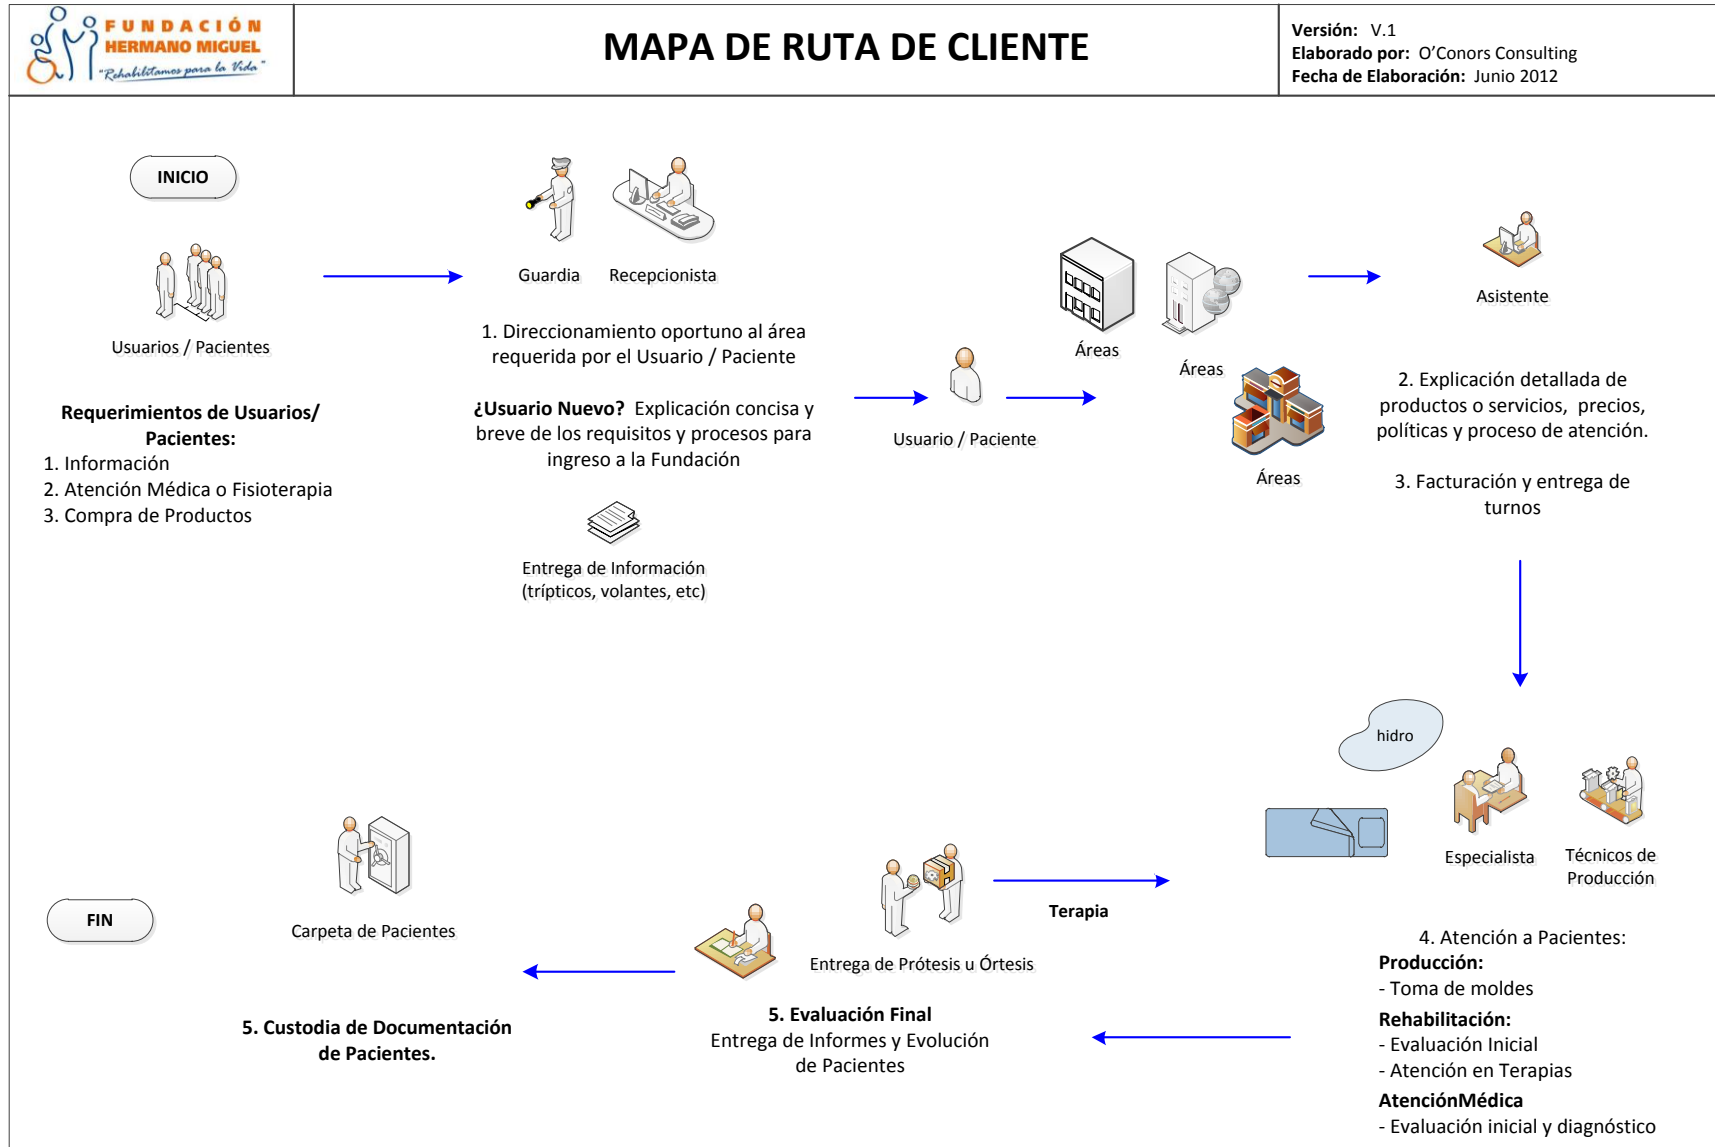 FUNDACIÓN
HERMANO MIGUEL
"Rehabilitamos para la Vida"
MAPA DE RUTA DE CLIENTE
Versión: V.1
Elaborado por: O'Conors Consulting
Fecha de Elaboración: Junio 2012
INICIO
Usuarios / Pacientes
Requerimientos de Usuarios/
Pacientes:
1. Información
2. Atención Médica o Fisioterapia
3. Compra de Productos
Guardia
Recepcionista
1. Direccionamiento oportuno al área
requerida por el Usuario / Paciente
¿Usuario Nuevo? Explicación concisa y
breve de los requisitos y procesos para
ingreso a la Fundación
Entrega de Información
(trípticos, volantes, etc)
Usuario / Paciente
Áreas
Áreas
Áreas
Asistente
2. Explicación detallada de
productos o servicios, precios,
políticas y proceso de atención.
3. Facturación y entrega de
turnos
hidro
Especialista
Técnicos de
Producción
4. Atención a Pacientes:
Producción:
- Toma de moldes
Rehabilitación:
- Evaluación Inicial
- Atención en Terapias
AtenciónMédica
- Evaluación inicial y diagnóstico
Terapia
Entrega de Prótesis u Órtesis
5. Evaluación Final
Entrega de Informes y Evolución
de Pacientes
Carpeta de Pacientes
5. Custodia de Documentación
de Pacientes.
FIN